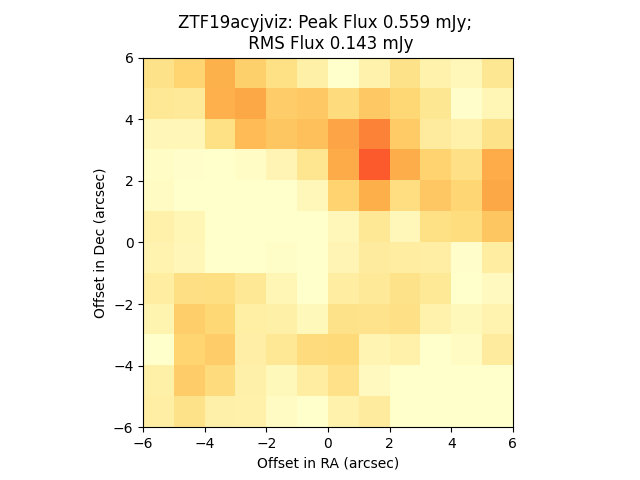 ZTF19acyjviz: Peak Flux 0.559 mJy;
RMS Flux 0.143 mJy
6
4
2
0
−2
−4
−6
Offset in Dec (arcsec)
−6 −4 −2 0 2 4 6
Offset in RA (arcsec)